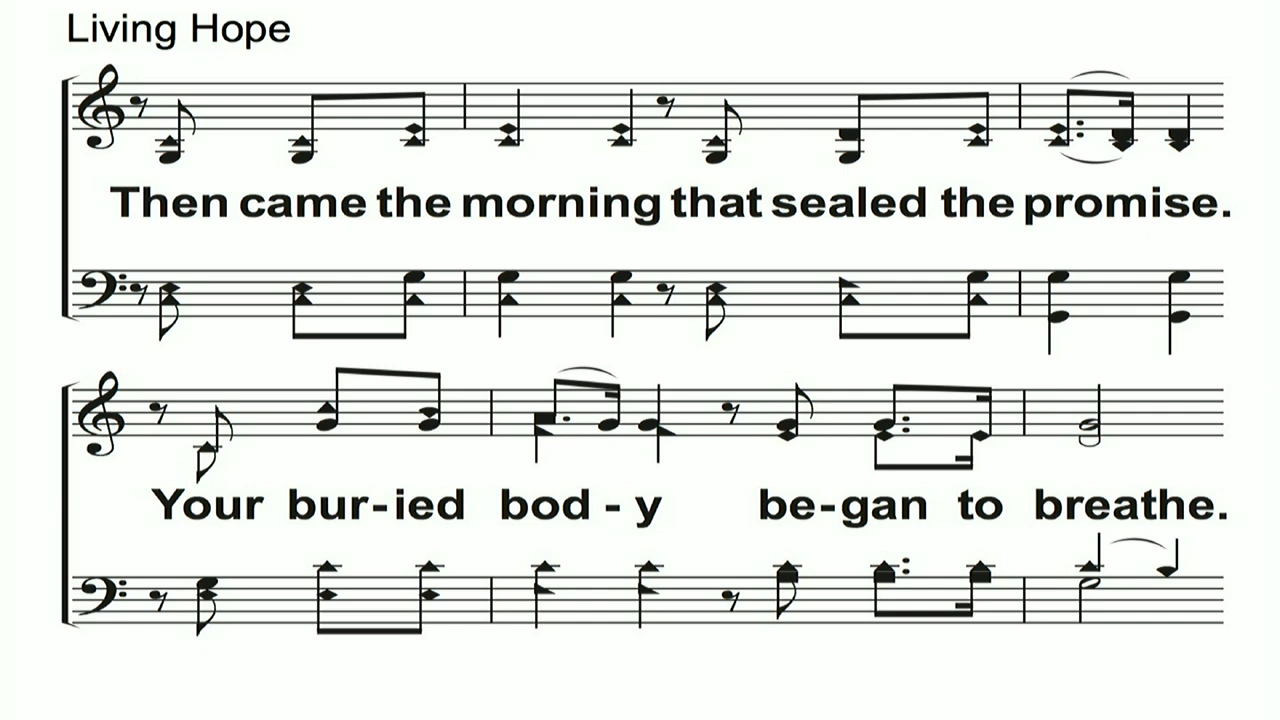 Living Hope
Then came the morning that sealed the promise.
Your bur-ied bod - y be-gan to breathe.